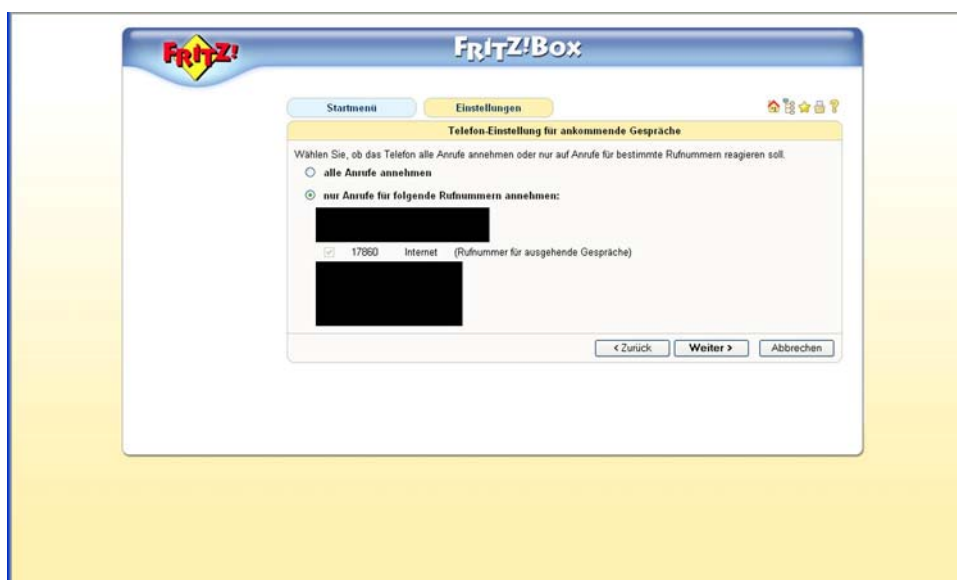 FRITZ!
FRITZ!Box
Startmenü
Einstellungen
?
Telefon-Einstellung für ankommende Gespräche
Wählen Sie, ob das Telefon alle Anrufe annehmen oder nur auf Anrufe für bestimmte Rufnummern reagieren soll.
alle Anrufe annehmen
nur Anrufe für folgende Rufnummern annehmen:
17860 Internet (Rufnummer für ausgehende Gespräche)
< Zurück Weiter > Abbrechen